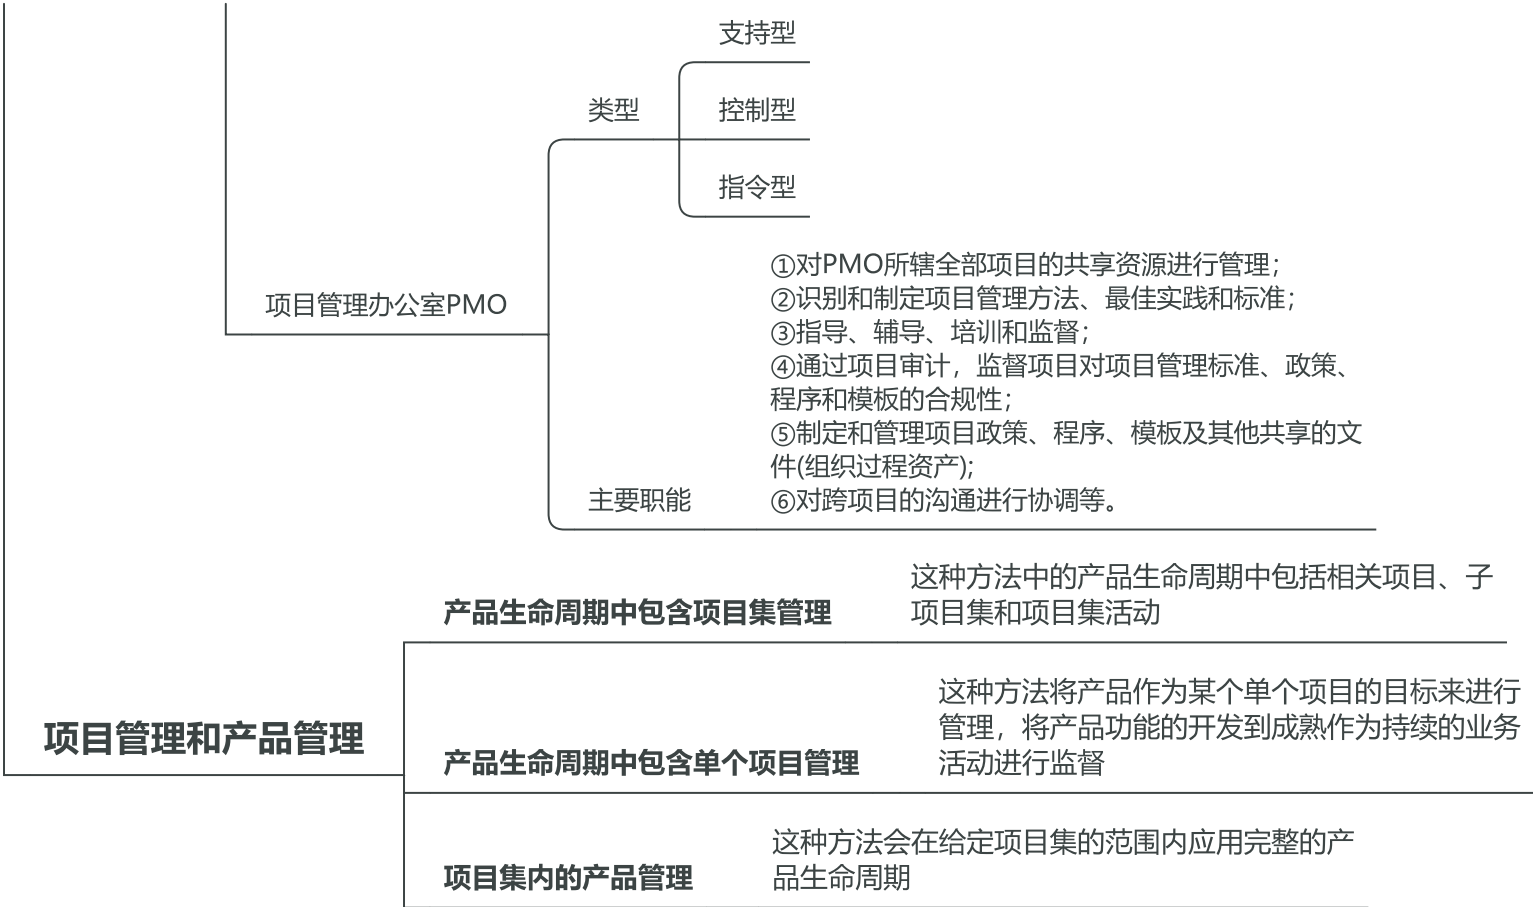 支持型
类型
控制型
指令型
项目管理办公室PMO
①对PMO所辖全部项目的共享资源进行管理；
②识别和制定项目管理方法、最佳实践和标准；
③指导、辅导、培训和监督；
④通过项目审计，监督项目对项目管理标准、政策、
程序和模板的合规性；
⑤制定和管理项目政策、程序、模板及其他共享的文
件(组织过程资产);
⑥对跨项目的沟通进行协调等。
主要职能
这种方法中的产品生命周期中包括相关项目、子
项目集和项目集活动
产品生命周期中包含项目集管理
项目管理和产品管理
这种方法将产品作为某个单个项目的目标来进行
管理，将产品功能的开发到成熟作为持续的业务
活动进行监督
产品生命周期中包含单个项目管理
这种方法会在给定项目集的范围内应用完整的产
品生命周期
项目集内的产品管理